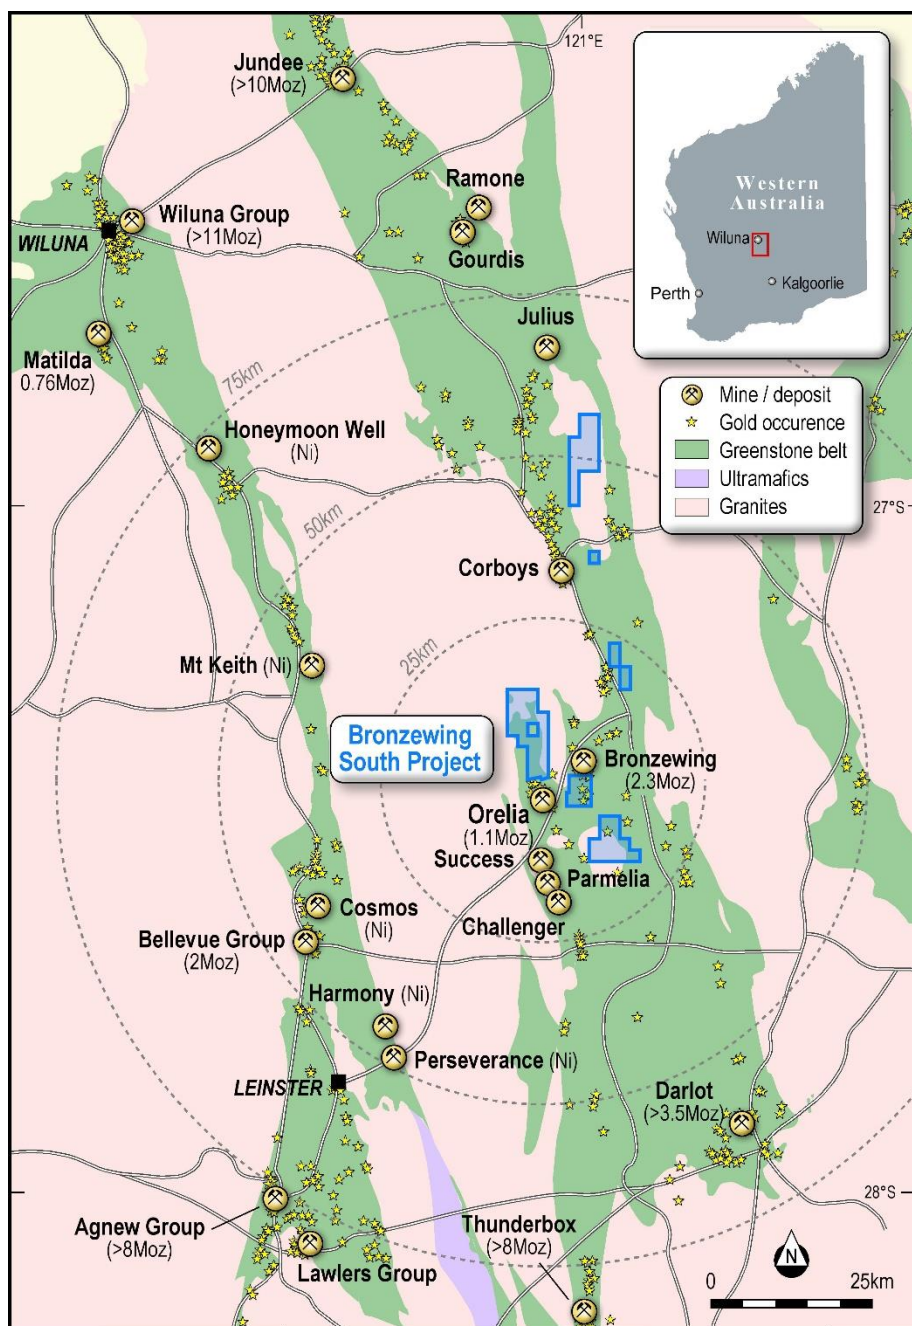 121°E
Jundee
(>10Moz)
Ramone
Gourdis
Wiluna Group
(>11Moz)
WILUNA
Western
Australia
Wiluna
Kalgoorlie
Perth
Julius
Matilda
0.76Moz)
75km
Mine / deposit
Gold occurence
Greenstone belt
Ultramafics
Granites
Honeymoon Well
(Ni)
50km
27°S
Corboys
25km
Mt Keith (Ni)
Bronzewing
South Project
Bronzewing
(2.3Moz)
Orelia
(1.1Moz)
Success
Parmelia
Challenger
Cosmos
(Ni)
Bellevue Group
(2Moz)
Harmony (Ni)
Perseverance (Ni)
LEINSTER
Darlot
(>3.5Moz)
28°S
Agnew Group
(>8Moz)
Thunderbox
(>8Moz)
Lawlers Group
N
0 25km